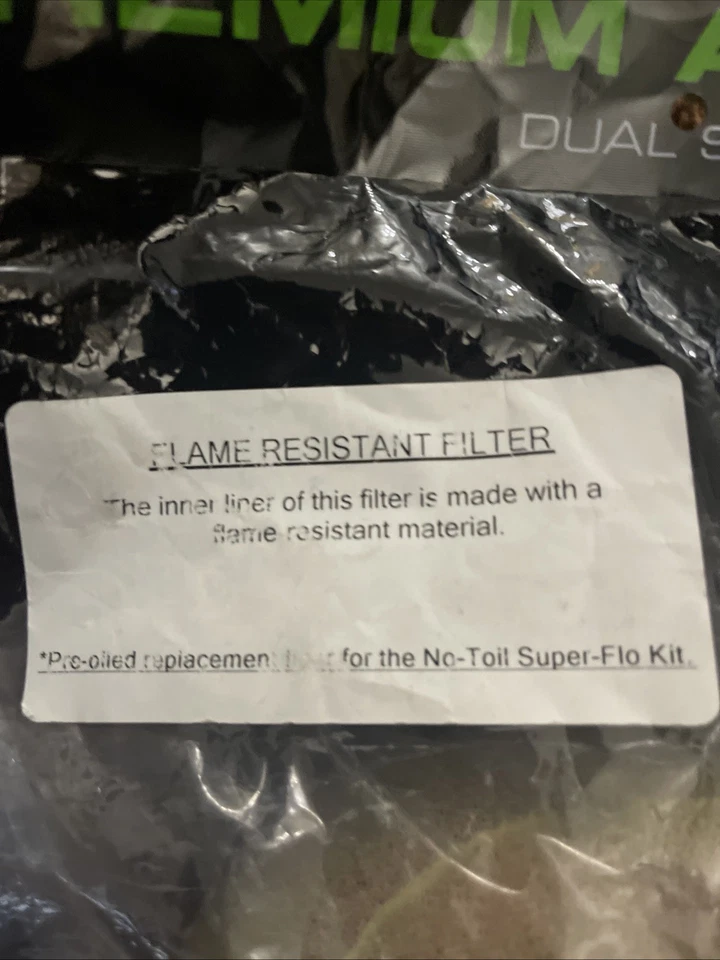 EMIUM A
DUAL S
FLAME RESISTANT FILTER
The inner liner of this filter is made with a
flame resistant material.
*Pre-oiled replacement for the No-Toil Super-Flo Kit.